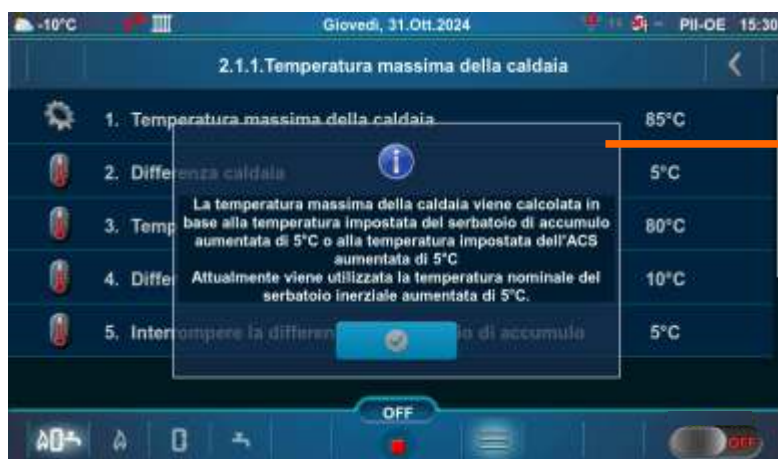 -10°C Giovedì, 31.Ott.2024 PII-OE 15:30
2.1.1.Temperatura massima della caldaia
1. Temperatura massima della caldaia 85°C
2. Differenza caldaia 5°C
La temperatura massima della caldaia viene calcolata in
3. Temp 80°C
base alla temperatura impostata del serbatoio di accumulo
aumentata di 5°C o alla temperatura impostata dell'ACS
aumentata di 5°C
4. Diffe 10°C
Attualmente viene utilizzata la temperatura nominale del
serbatoio inerziale aumentata di 5°C.
5. Interrompere la differen di accumulo 5°C
OFF
OFF